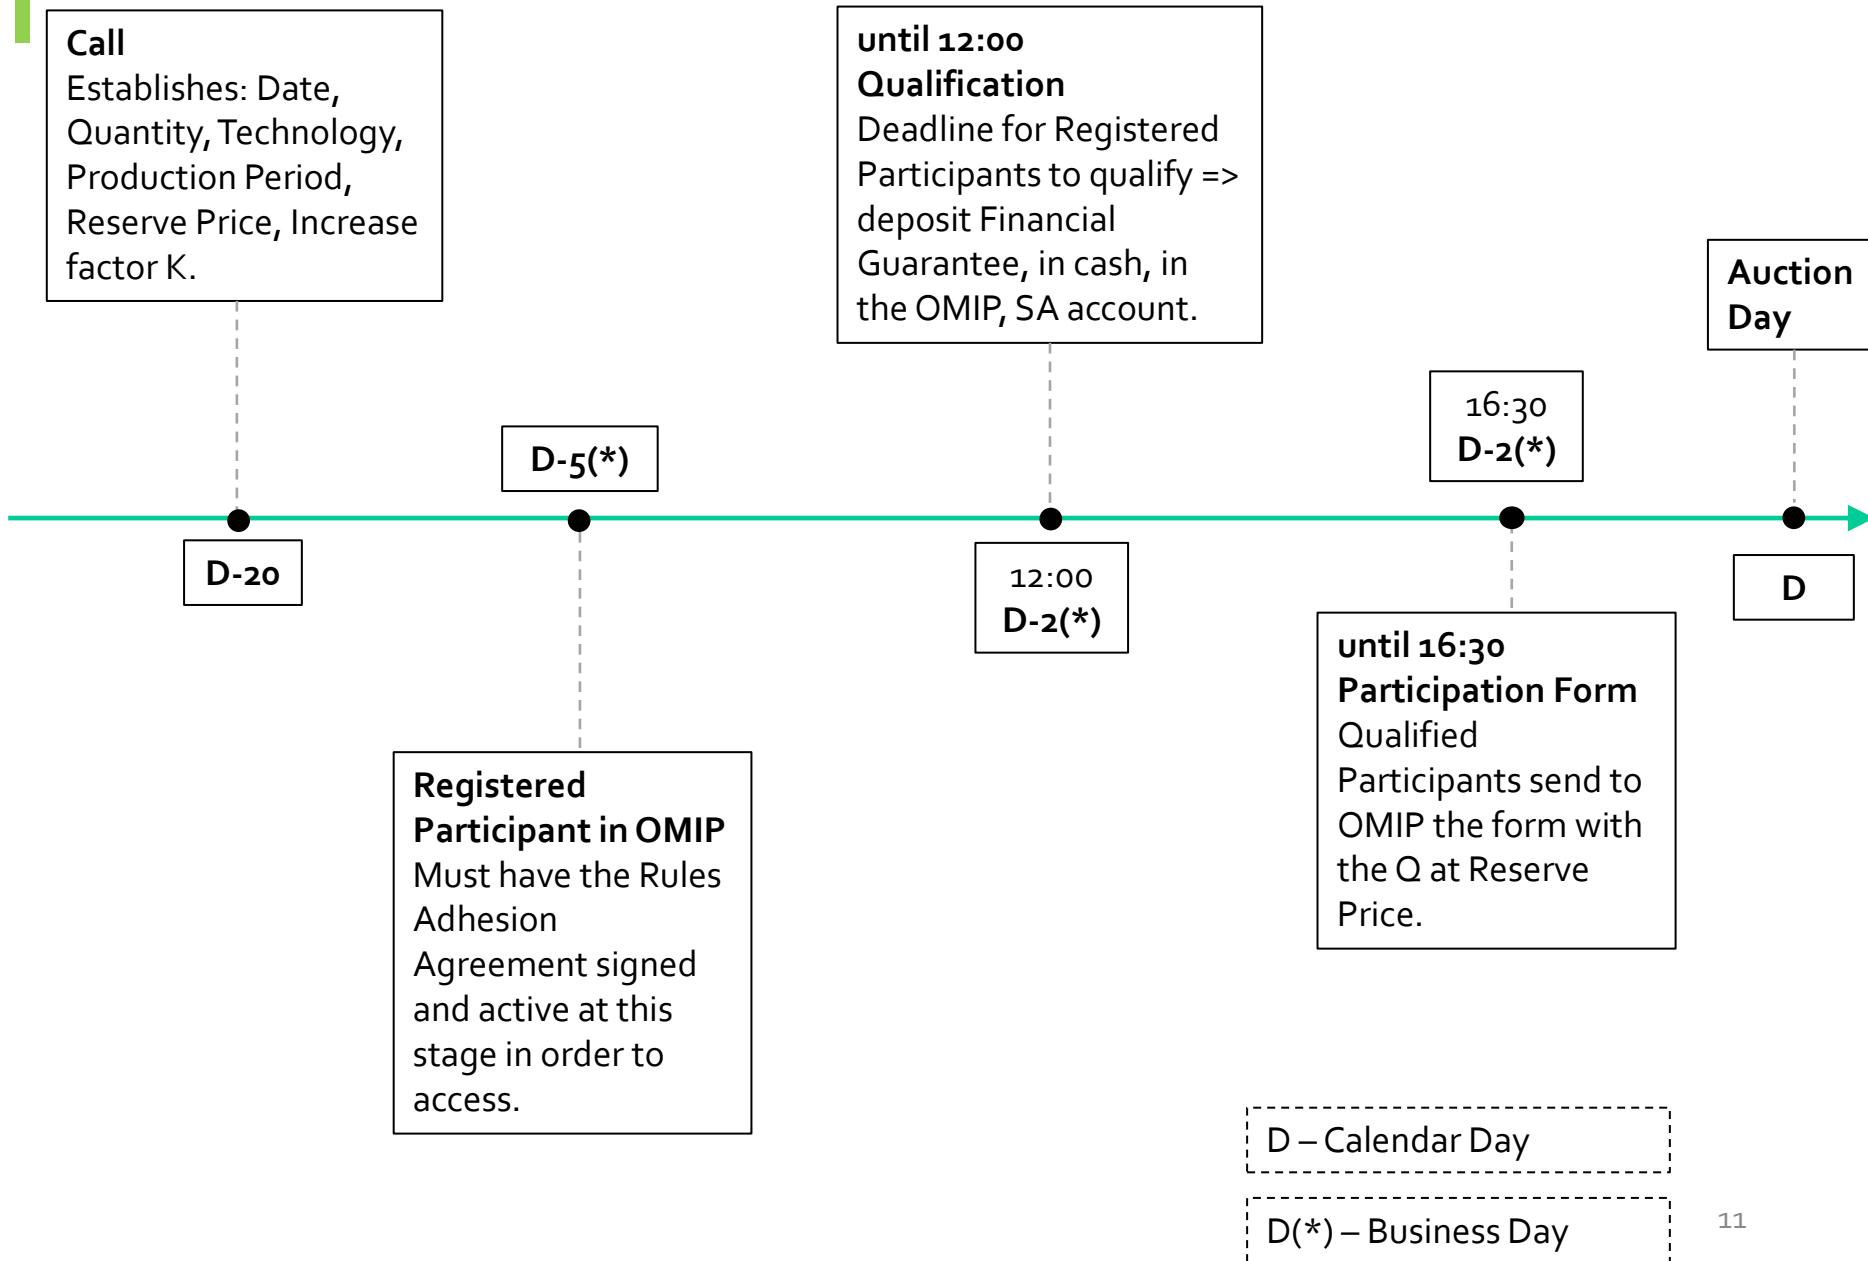 Call
Establishes: Date,
Quantity, Technology,
Production Period,
Reserve Price, Increase
factor K.
until 12:00
Qualification
Deadline for Registered
Participants to qualify =>
deposit Financial
Guarantee, in cash, in
the OMIP, SA account.
Auction
Day
16:30
D-2(*)
D-5(*)
D-20
12:00
D-2(*)
D
until 16:30
Participation Form
Qualified
Participants send to
OMIP the form with
the Q at Reserve
Price.
Registered
Participant in OMIP
Must have the Rules
Adhesion
Agreement signed
and active at this
stage in order to
access.
D – Calendar Day
D(*) – Business Day
11